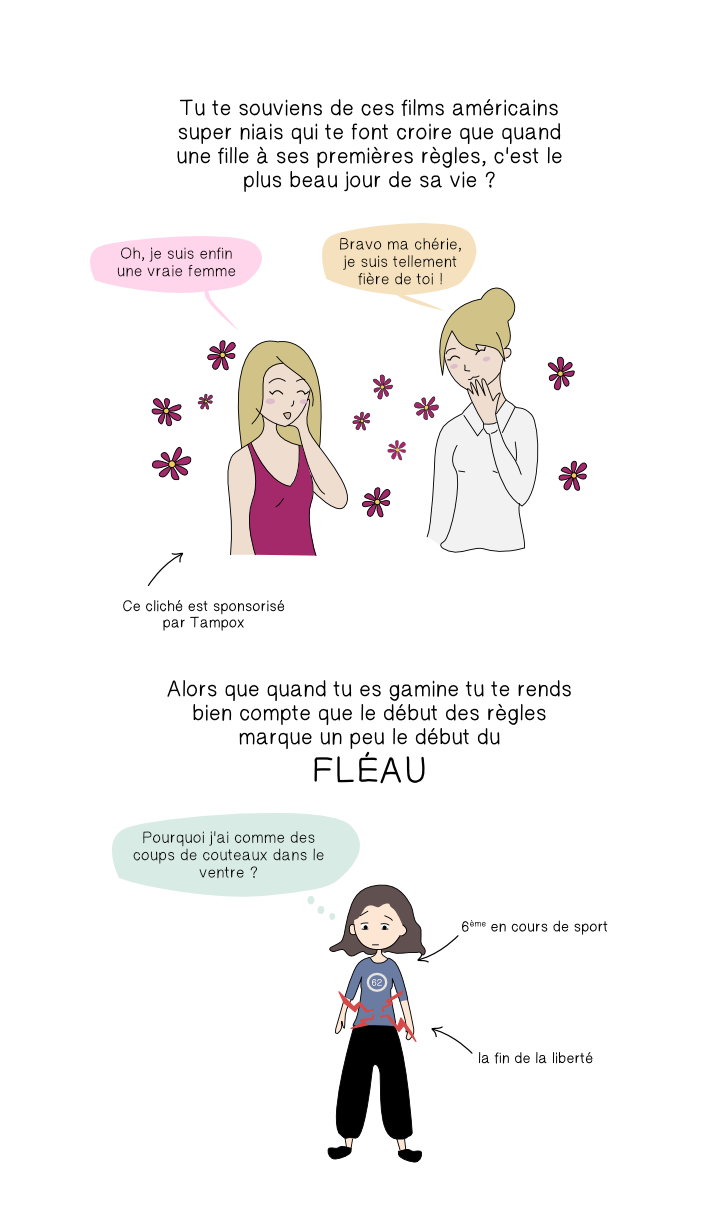 Tu te souviens de ces films américains
super niais qui te font croire que quand
une fille à ses premières règles, c'est le
plus beau jour de sa vie ?
Oh, je suis enfin
une vraie femme
Bravo ma chérie,
je suis tellement
fière de toi !
Ce cliché est sponsorisé
par Tampox
Alors que quand tu es gamine tu te rends
bien compte que le début des règles
marque un peu le début du
FLÉAU
Pourquoi j'ai comme des
coups de couteaux dans le
ventre ?
6ème en cours de sport
62
la fin de la liberté